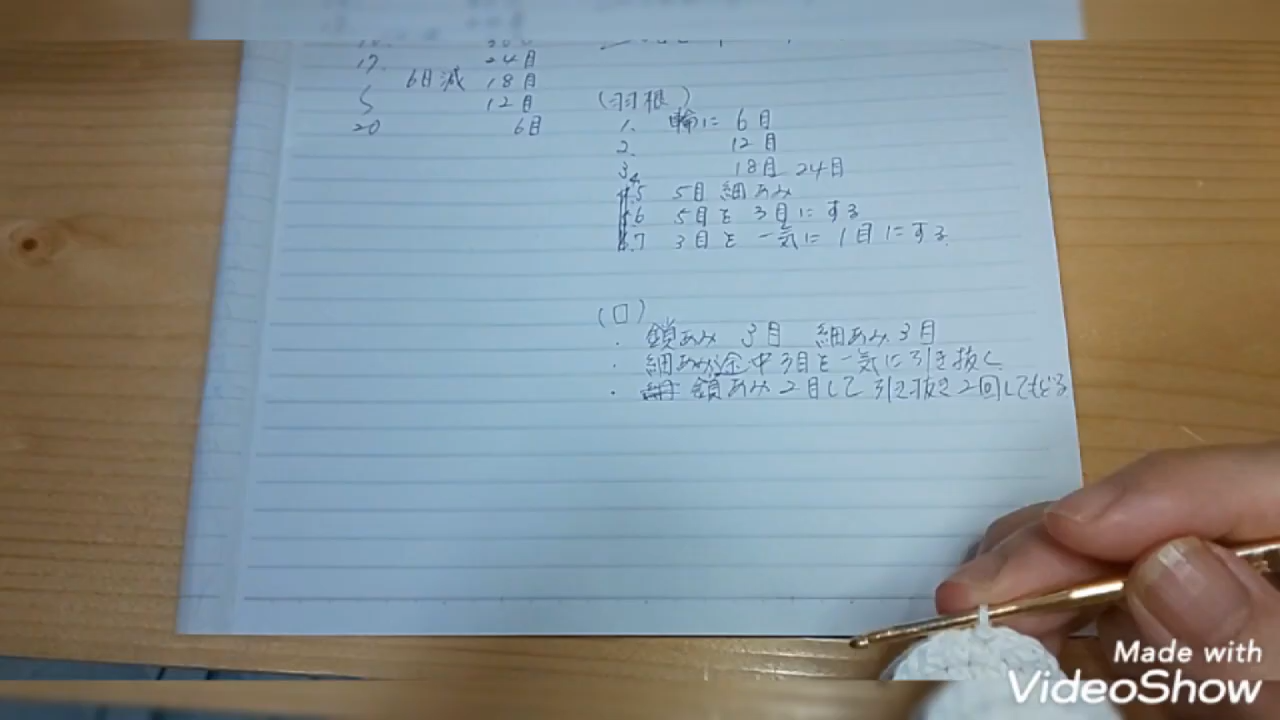 17. 24目
6目減 18目
12目
20 6目
(羽根)
1. 輪に 6目
2. 12目
3. 4. 18目 24目
5 5目 細あみ
6 5目を 3目に する
7 3目を 一気に 1目に する
(口)
・ 鎖あみ 3目 細あみ 3目
・ 細あみ 途中 3目を 一気に 引き抜く
・ 鎖あみ 2目して 引き抜き 2回してもどる
Made with
VideoShow